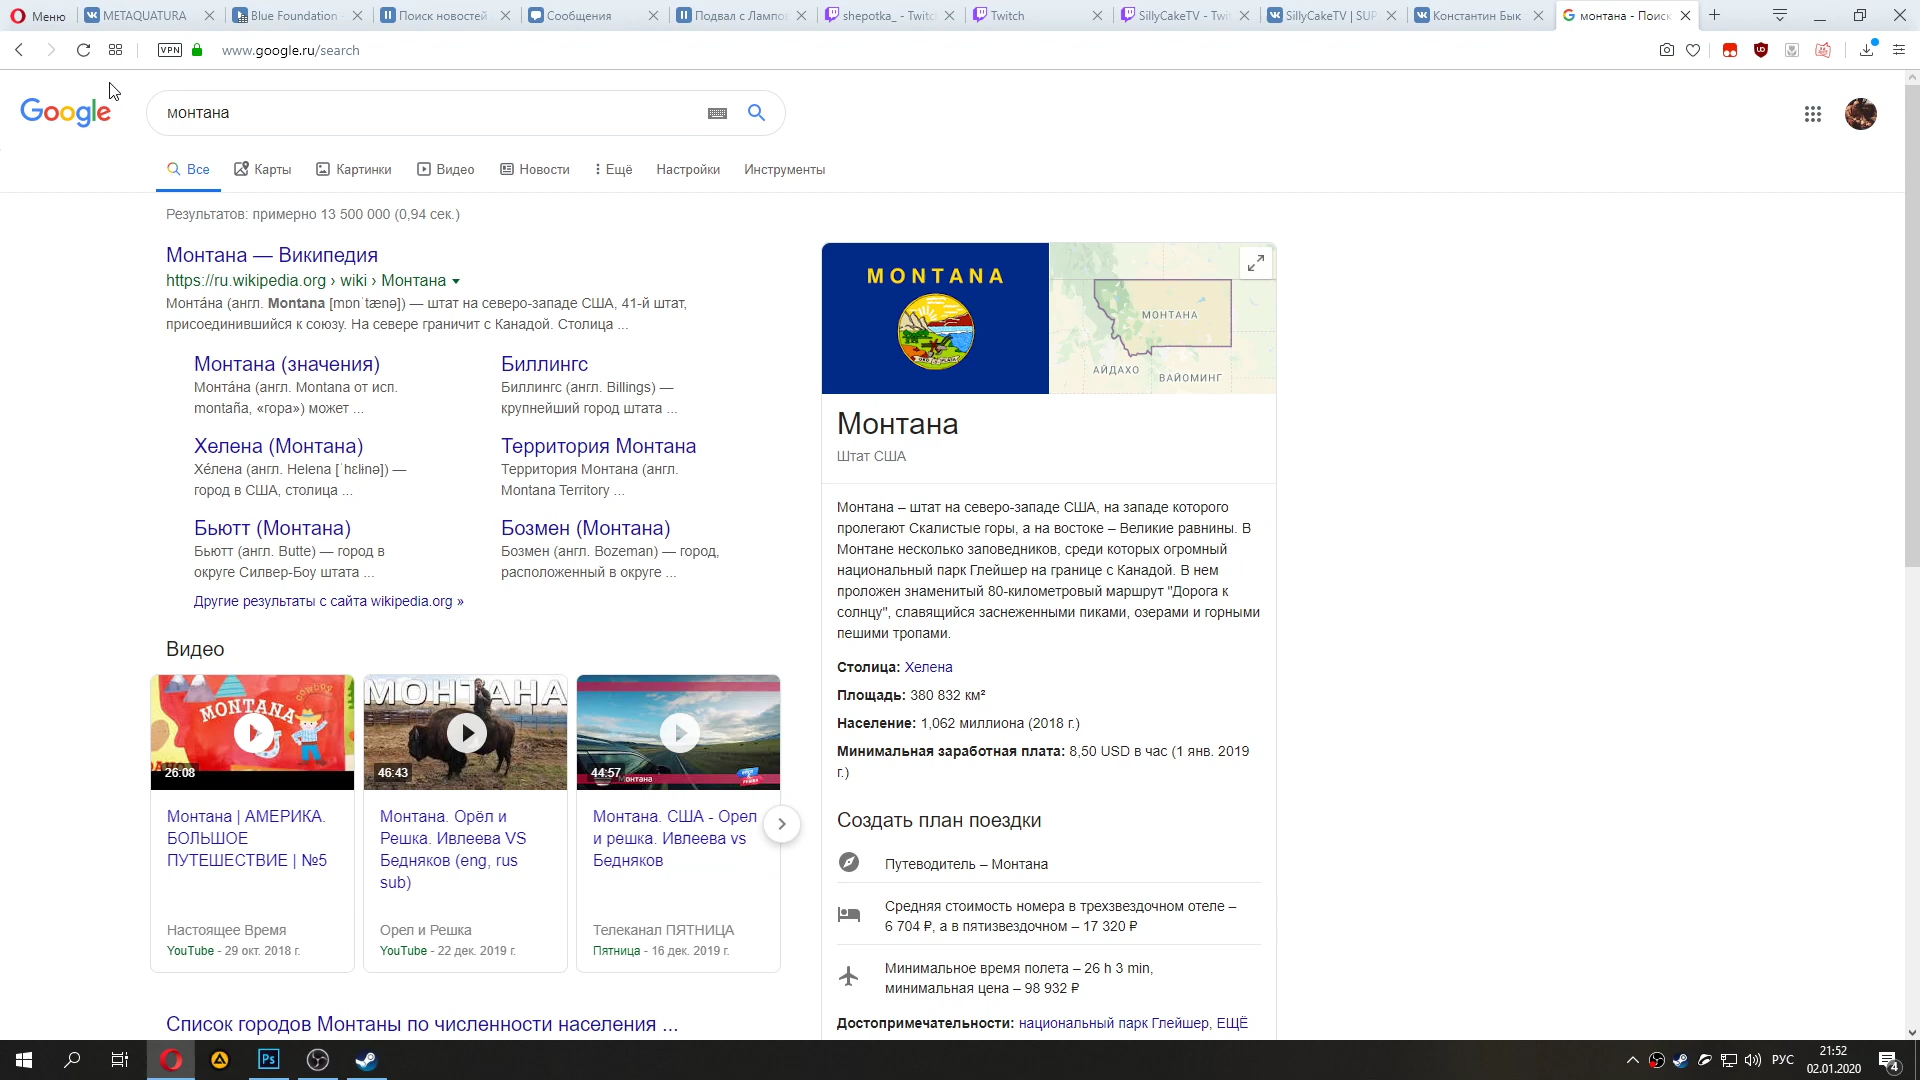 Меню
METAQUATURA
Blue Foundation
Поиск новостей
Сообщения
Подвал с Лампо
shepotka_ - Twitc
Twitch
SillyCakeTV - Twi
SillyCakeTV | SUP
Константин Бык
монтана - Поиск
VPN
www.google.ru/search
Google
монтана
Все
Карты
Картинки
Видео
Новости
Ещё
Настройки
Инструменты
Результатов: примерно 13 500 000 (0,94 сек.)
Монтана — Википедия
https://ru.wikipedia.org › wiki › Монтана
Монта́на (англ. Montana [mɒnˈtænə]) — штат на северо-западе США, 41-й штат,
присоединившийся к союзу. На севере граничит с Канадой. Столица ...
Монтана (значения)
Монта́на (англ. Montana от исп.
montaña, «гора») может ...
Биллингс
Биллингс (англ. Billings) —
крупнейший город штата ...
Хелена (Монтана)
Хе́лена (англ. Helena [ˈhɛlɪnə]) —
город в США, столица ...
Территория Монтана
Территория Монтана (англ.
Montana Territory ...
Бьютт (Монтана)
Бьютт (англ. Butte) — город в
округе Силвер-Боу штата ...
Бозмен (Монтана)
Бозмен (англ. Bozeman) — город,
расположенный в округе ...
Другие результаты с сайта wikipedia.org »
Видео
COWBOY
MONTANA
26:08
Монтана | АМЕРИКА.
БОЛЬШОЕ
ПУТЕШЕСТВИЕ | №5
Настоящее Время
YouTube - 29 окт. 2018 г.
МОНТАНА
46:43
Монтана. Орёл и
Решка. Ивлеева VS
Бедняков (eng, rus
sub)
Орел и Решка
YouTube - 22 дек. 2019 г.
44:57
Монтана
Монтана. США - Орел
и решка. Ивлеева vs
Бедняков
Телеканал ПЯТНИЦА
Пятница - 16 дек. 2019 г.
Список городов Монтаны по численности населения ...
MONTANA
МОНТАНА
АЙДАХО
ВАЙОМИНГ
Монтана
Штат США
Монтана – штат на северо-западе США, на западе которого
пролегают Скалистые горы, а на востоке – Великие равнины. В
Монтане несколько заповедников, среди которых огромный
национальный парк Глейшер на границе с Канадой. В нем
проложен знаменитый 80-километровый маршрут "Дорога к
солнцу", славящийся заснеженными пиками, озерами и горными
пешими тропами.
Столица: Хелена
Площадь: 380 832 км²
Население: 1,062 миллиона (2018 г.)
Минимальная заработная плата: 8,50 USD в час (1 янв. 2019
г.)
Создать план поездки
Путеводитель – Монтана
Средняя стоимость номера в трехзвездочном отеле –
6 704 ₽, а в пятизвездочном – 17 320 ₽
Минимальное время полета – 26 h 3 min,
минимальная цена – 98 932 ₽
Достопримечательности: национальный парк Глейшер, ЕЩЁ
Ps
РУС
21:52
02.01.2020
4